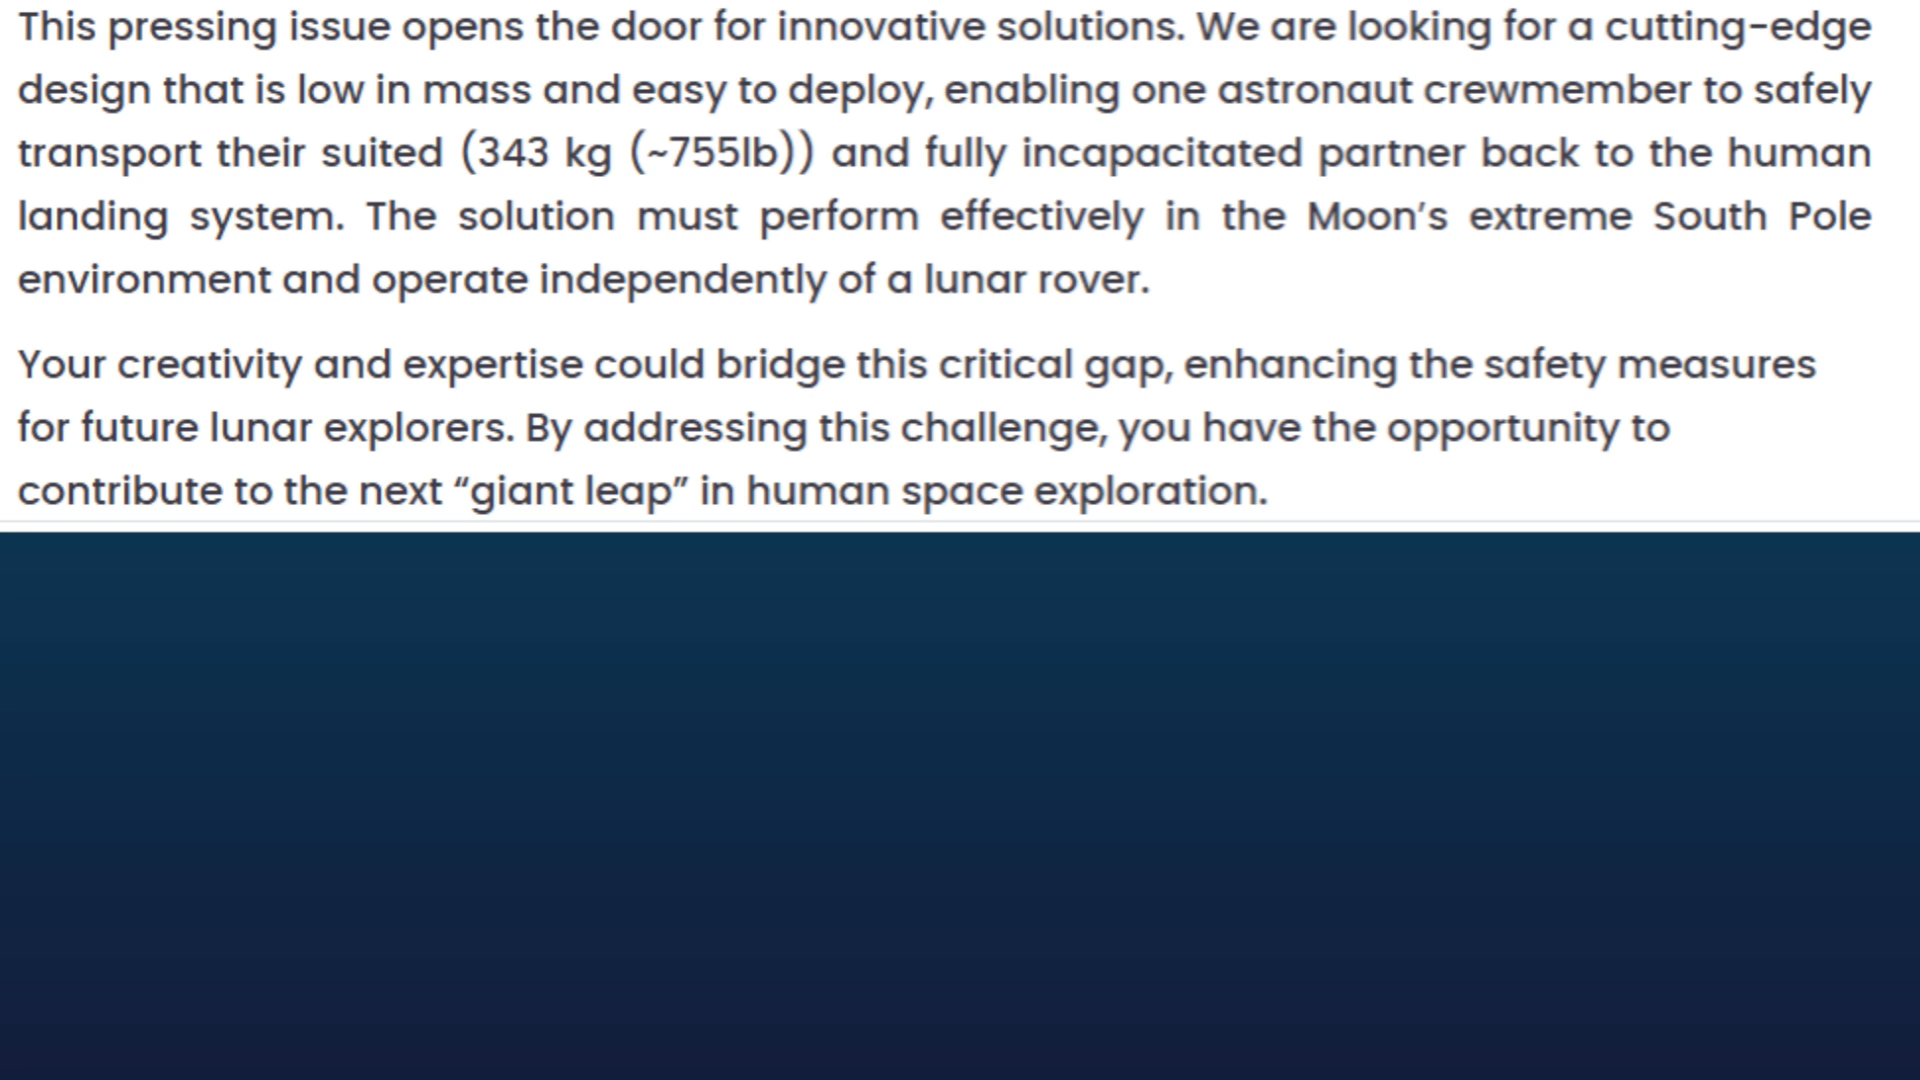 This pressing issue opens the door for innovative solutions. We are looking for a cutting-edge
design that is low in mass and easy to deploy, enabling one astronaut crewmember to safely
transport their suited (343 kg (~755lb)) and fully incapacitated partner back to the human
landing system. The solution must perform effectively in the Moon’s extreme South Pole
environment and operate independently of a lunar rover.
Your creativity and expertise could bridge this critical gap, enhancing the safety measures
for future lunar explorers. By addressing this challenge, you have the opportunity to
contribute to the next “giant leap” in human space exploration.